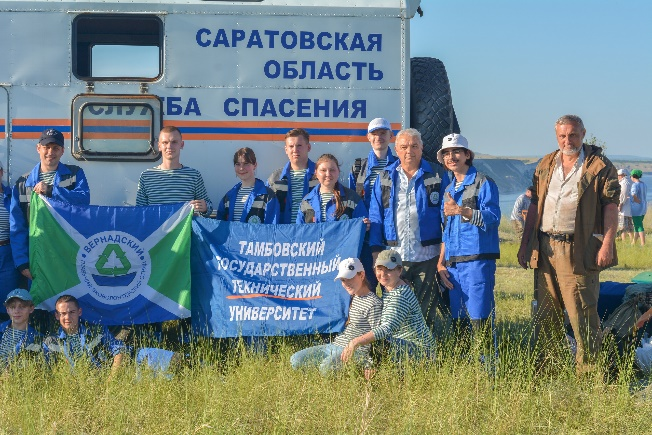 САРАТОВСКАЯ
ОБЛАСТЬ
СЛУЖБА СПАСЕНИЯ
ВЕРНАДСКИЙ
ТАМБОВСКИЙ
ГОСУДАРСТВЕННЫЙ
ТЕХНИЧЕСКИЙ
УНИВЕРСИТЕТ